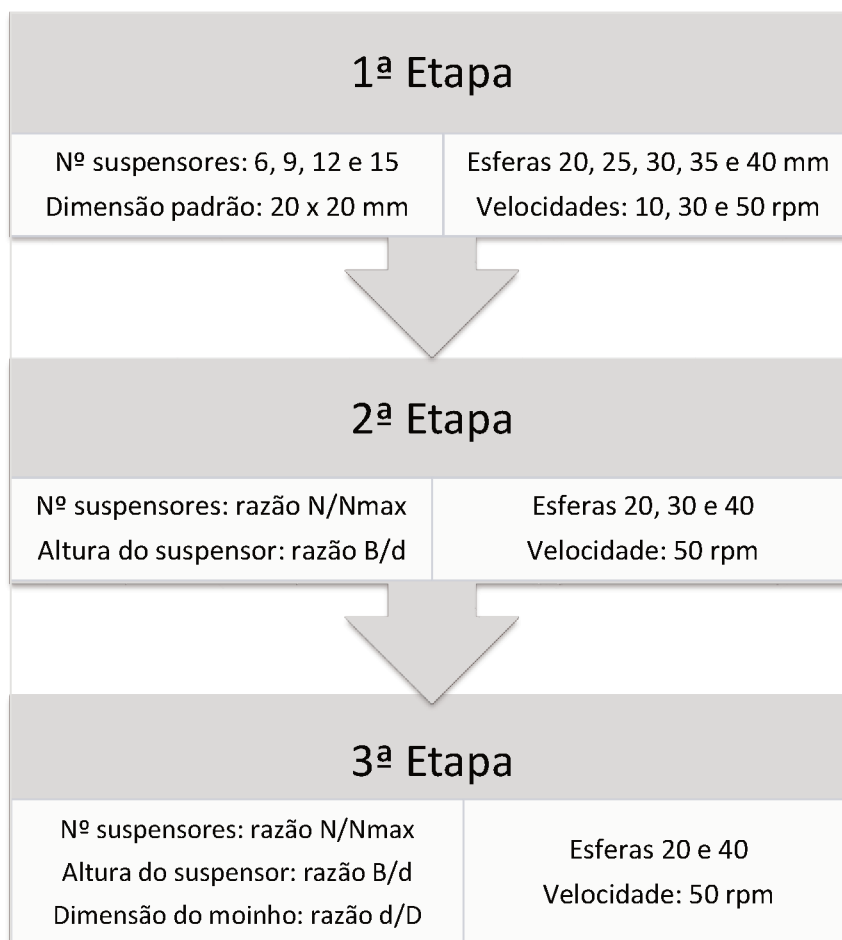 1ª Etapa
Nº suspensores: 6, 9, 12 e 15
Dimensão padrão: 20 x 20 mm
Esferas 20, 25, 30, 35 e 40 mm
Velocidades: 10, 30 e 50 rpm
2ª Etapa
Nº suspensores: razão N/Nmax
Altura do suspensor: razão B/d
Esferas 20, 30 e 40
Velocidade: 50 rpm
3ª Etapa
Nº suspensores: razão N/Nmax
Altura do suspensor: razão B/d
Dimensão do moinho: razão d/D
Esferas 20 e 40
Velocidade: 50 rpm